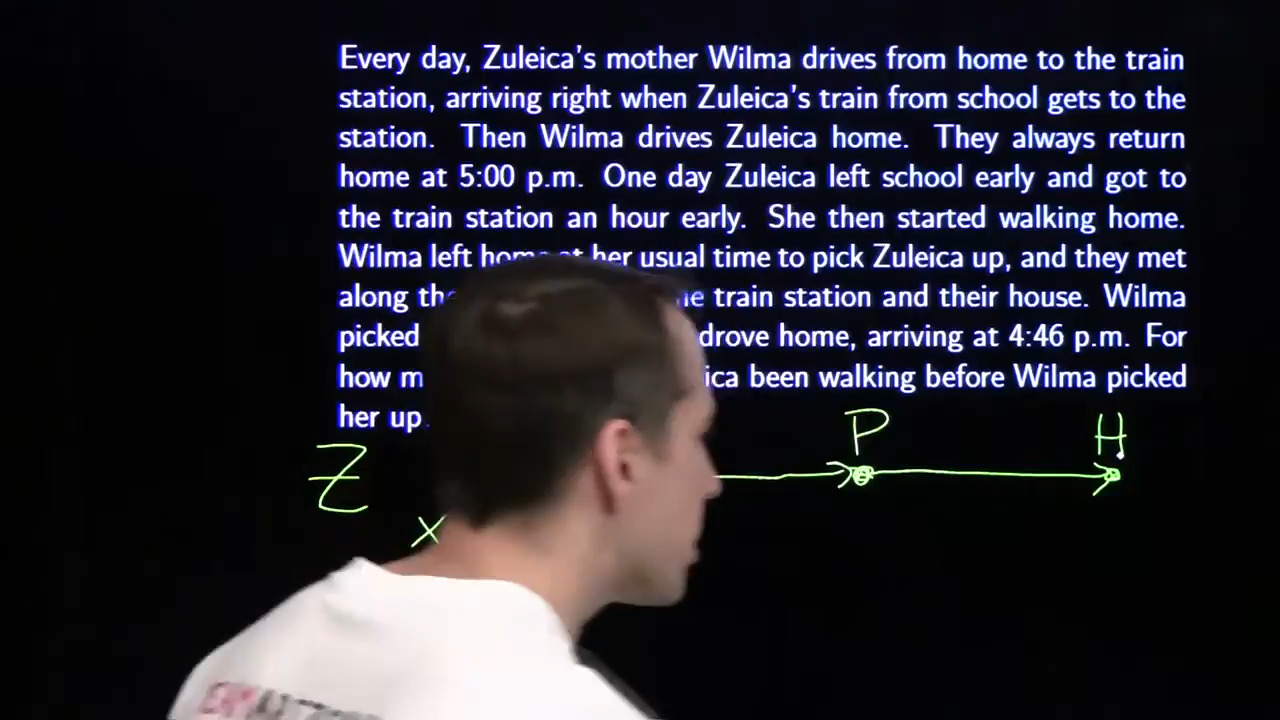 Every day, Zuleica's mother Wilma drives from home to the train
station, arriving right when Zuleica's train from school gets to the
station. Then Wilma drives Zuleica home. They always return
home at 5:00 p.m. One day Zuleica left school early and got to
the train station an hour early. She then started walking home.
Wilma left home at her usual time to pick Zuleica up, and they met
along the train station and their house. Wilma
picked drove home, arriving at 4:46 p.m. For
how been walking before Wilma picked
her up.
P H
Z
X